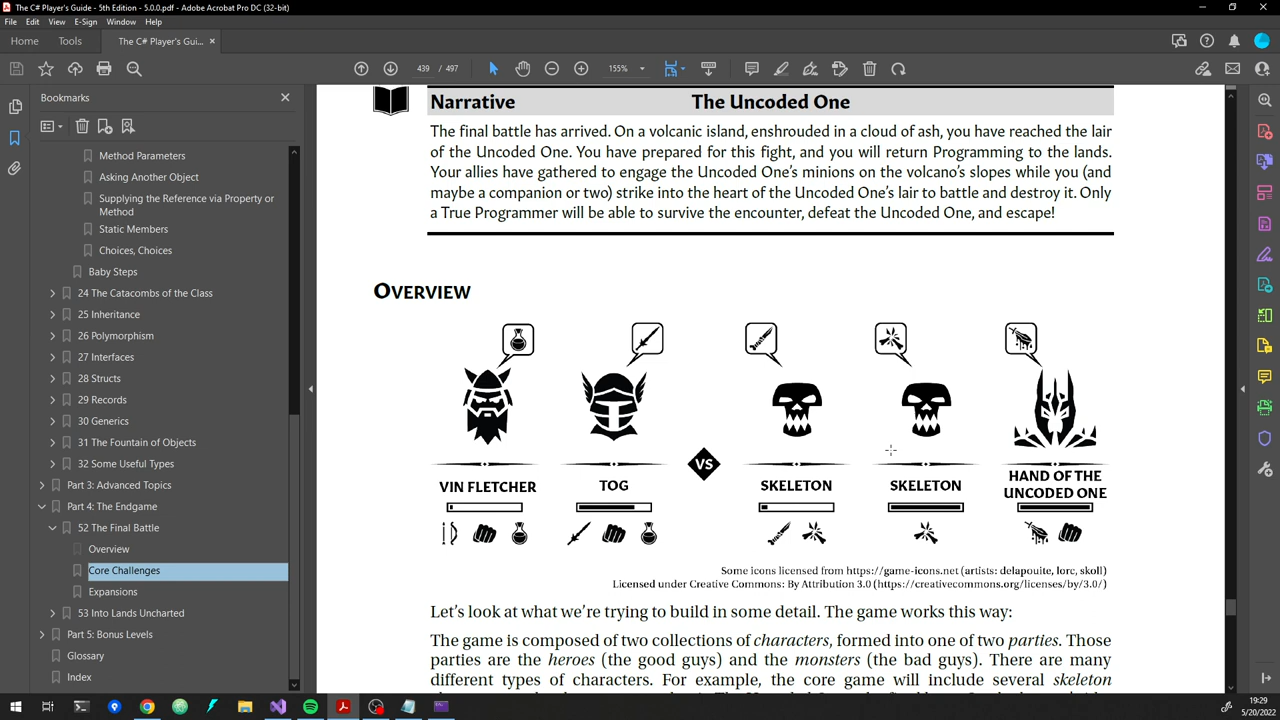 The C# Player's Guide - 5th Edition - 5.0.0.pdf - Adobe Acrobat Pro DC (32-bit)
File Edit View E-Sign Window Help
Home Tools The C# Player's Gui... ×
439 / 497 155%
Bookmarks
Method Parameters
Asking Another Object
Supplying the Reference via Property or
Method
Static Members
Choices, Choices
Baby Steps
24 The Catacombs of the Class
25 Inheritance
26 Polymorphism
27 Interfaces
28 Structs
29 Records
30 Generics
31 The Fountain of Objects
32 Some Useful Types
Part 3: Advanced Topics
Part 4: The Endgame
52 The Final Battle
Overview
Core Challenges
Expansions
53 Into Lands Uncharted
Part 5: Bonus Levels
Glossary
Index
Narrative The Uncoded One
The final battle has arrived. On a volcanic island, enshrouded in a cloud of ash, you have reached the lair
of the Uncoded One. You have prepared for this fight, and you will return Programming to the lands.
Your allies have gathered to engage the Uncoded One's minions on the volcano's slopes while you (and
maybe a companion or two) strike into the heart of the Uncoded One's lair to battle and destroy it. Only
a True Programmer will be able to survive the encounter, defeat the Uncoded One, and escape!
OVERVIEW
VS
VIN FLETCHER
TOG
SKELETON
SKELETON
HAND OF THE
UNCODED ONE
Some icons licensed from https://game-icons.net (artists: delapouite, lorc, skoll)
Licensed under Creative Commons: By Attribution 3.0 (https://creativecommons.org/licenses/by/3.0/)
Let's look at what we're trying to build in some detail. The game works this way:
The game is composed of two collections of characters, formed into one of two parties. Those
parties are the heroes (the good guys) and the monsters (the bad guys). There are many
different types of characters. For example, the core game will include several skeleton
19:29
5/20/2022